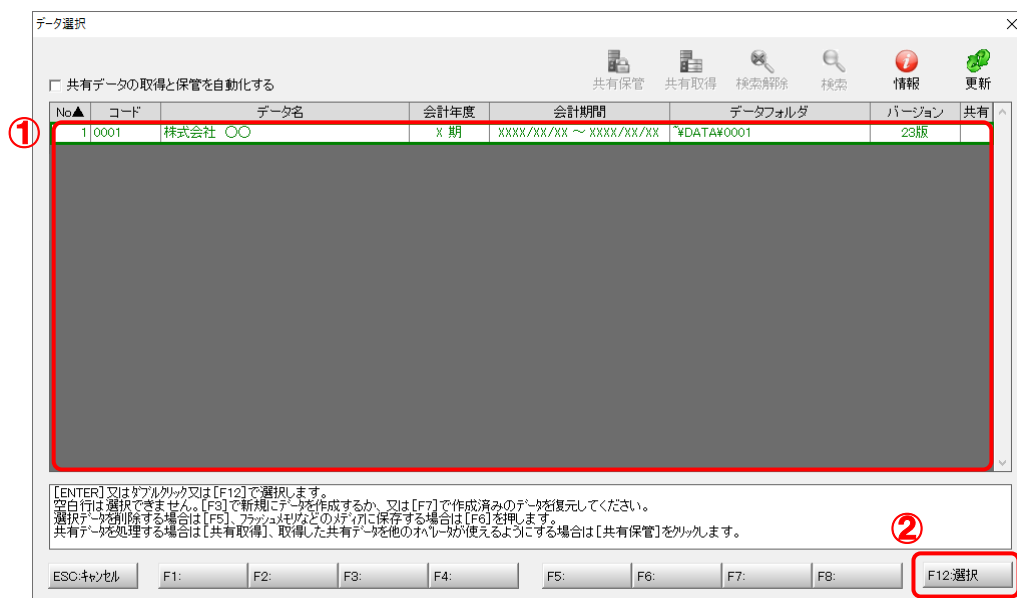 データ選択
共有データの取得と保管を自動化する
共有保管 共有取得 検索解除 検索 情報 更新
No▲ コード データ名 会計年度 会計期間 データフォルダ バージョン 共有
①
1 0001 株式会社 〇〇 X 期 XXXX/XX/XX ～ XXXX/XX/XX ~¥DATA¥0001 23版
[ENTER]又はダブルクリック又は[F12]で選択します。
空白行は選択できません。[F3]で新規にデータを作成するか、又は[F7]で作成済みのデータを復元してください。
選択データを削除する場合は[F5]、フラッシュメモリなどのメディアに保存する場合は[F6]を押します。
共有データを処理する場合は[共有取得]、取得した共有データを他のオペレータが使えるようにする場合は[共有保管]をクリックします。
②
ESC:キャンセル F1: F2: F3: F4: F5: F6: F7: F8: F12:選択